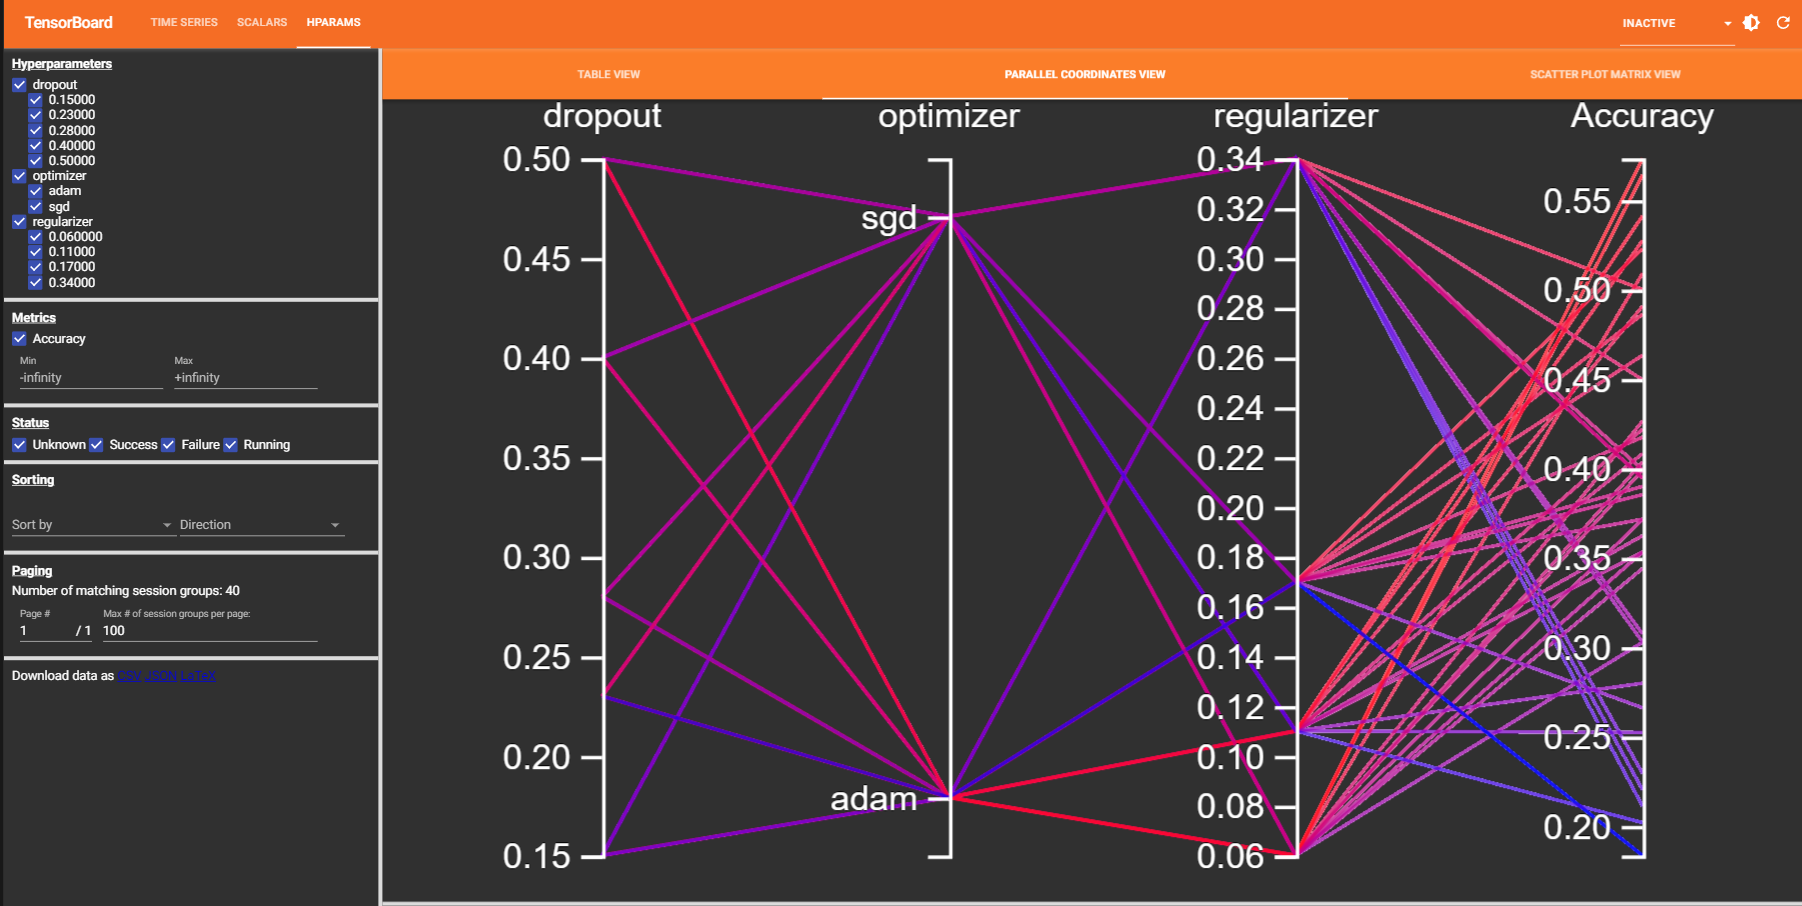 TensorBoard TIME SERIES SCALARS HPARAMS INACTIVE
Hyperparameters
dropout
0.15000
0.23000
0.28000
0.40000
0.50000
optimizer
adam
sgd
regularizer
0.060000
0.11000
0.17000
0.34000
Metrics
Accuracy
Min Max
-infinity +infinity
Status
Unknown Success Failure Running
Sorting
Sort by Direction
Paging
Number of matching session groups: 40
Page # Max # of session groups per page:
1 / 1 100
Download data as CSV JSON LaTeX
TABLE VIEW PARALLEL COORDINATES VIEW SCATTER PLOT MATRIX VIEW
dropout optimizer regularizer Accuracy
0.50
0.45
0.40
0.35
0.30
0.25
0.20
0.15
sgd
adam
0.34
0.32
0.30
0.28
0.26
0.24
0.22
0.20
0.18
0.16
0.14
0.12
0.10
0.08
0.06
0.55
0.50
0.45
0.40
0.35
0.30
0.25
0.20